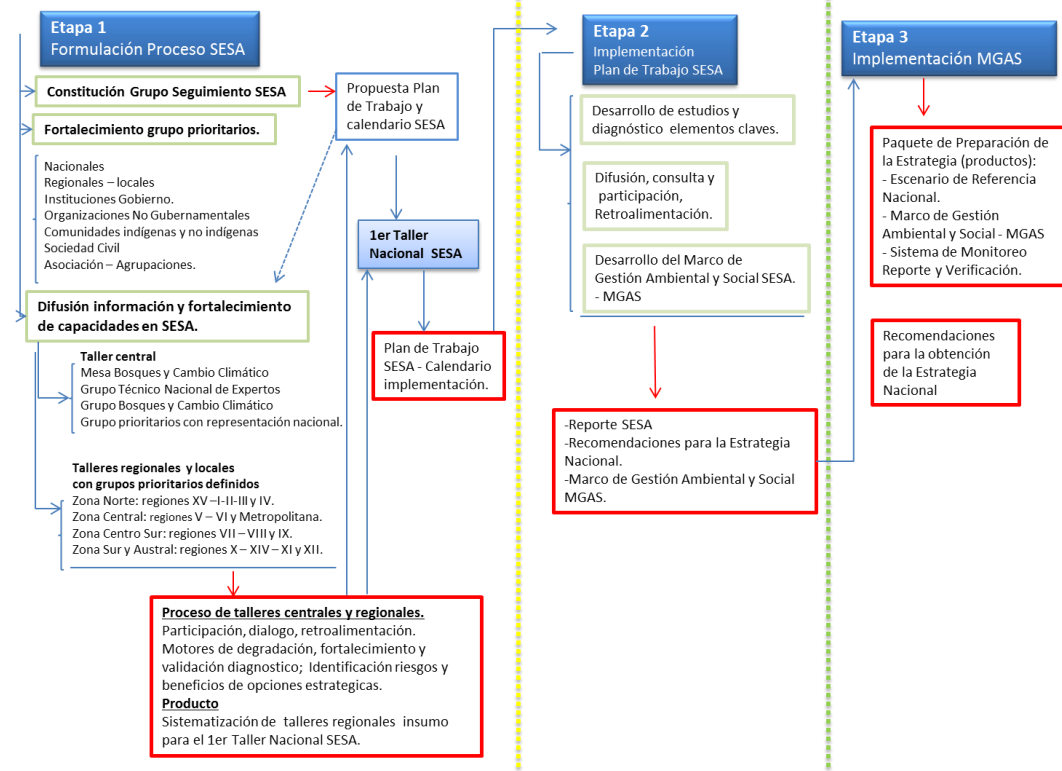 Etapa 1
Formulación Proceso SESA
Constitución Grupo Seguimiento SESA
Fortalecimiento grupo prioritarios.
Nacionales
Regionales – locales
Instituciones Gobierno.
Organizaciones No Gubernamentales
Comunidades indígenas y no indígenas
Sociedad Civil
Asociación – Agrupaciones.
Difusión información y fortalecimiento
de capacidades en SESA.
Taller central
Mesa Bosques y Cambio Climático
Grupo Técnico Nacional de Expertos
Grupo Bosques y Cambio Climático
Grupo prioritarios con representación nacional.
Talleres regionales y locales
con grupos prioritarios definidos
Zona Norte: regiones XV –I-II-III y IV.
Zona Central: regiones V – VI y Metropolitana.
Zona Centro Sur: regiones VII – VIII y IX.
Zona Sur y Austral: regiones X – XIV – XI y XII.
Proceso de talleres centrales y regionales.
Participación, dialogo, retroalimentación.
Motores de degradación, fortalecimiento y
validación diagnostico; Identificación riesgos y
beneficios de opciones estrategicas.
Producto
Sistematización de talleres regionales insumo
para el 1er Taller Nacional SESA.
Propuesta Plan
de Trabajo y
calendario SESA
1er Taller
Nacional SESA
Plan de Trabajo
SESA - Calendario
implementación.
Etapa 2
Implementación
Plan de Trabajo SESA
Desarrollo de estudios y
diagnóstico elementos claves.
Difusión, consulta y
participación,
Retroalimentación.
Desarrollo del Marco de
Gestión Ambiental y Social SESA.
- MGAS
-Reporte SESA
-Recomendaciones para la Estrategia
Nacional.
-Marco de Gestión Ambiental y Social
MGAS.
Etapa 3
Implementación MGAS
Paquete de Preparación de
la Estrategia (productos):
- Escenario de Referencia
Nacional.
- Marco de Gestión
Ambiental y Social - MGAS
- Sistema de Monitoreo
Reporte y Verificación.
Recomendaciones
para la obtención
de la Estrategia
Nacional